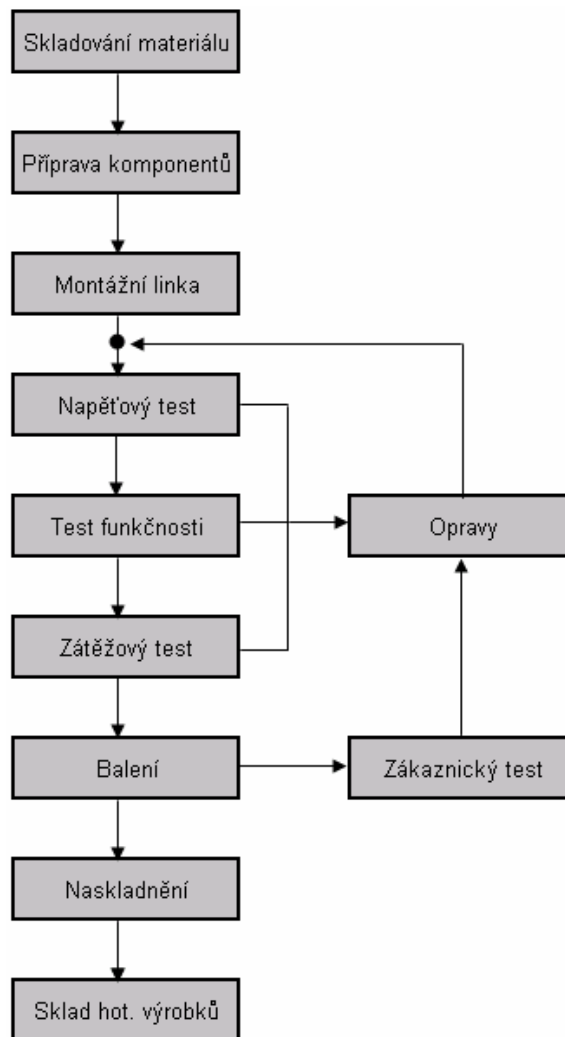 Skladování materiálu
Příprava komponentů
Montážní linka
Napěťový test
Test funkčnosti
Opravy
Zátěžový test
Balení
Zákaznický test
Naskladnění
Sklad hot. výrobků